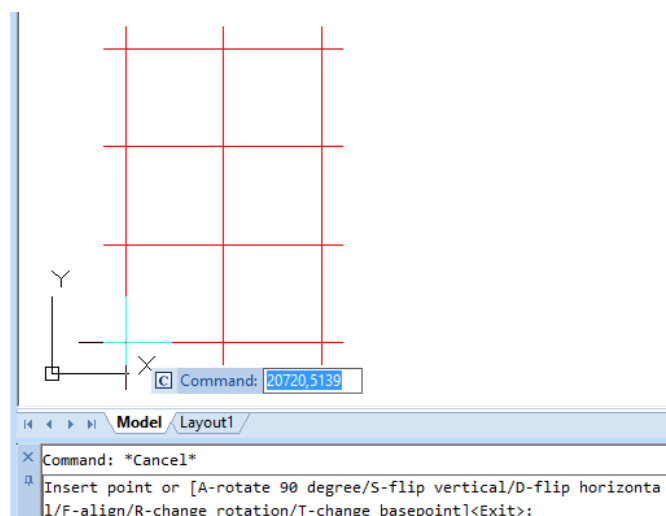 Y
X
C Command: 20720,5139
Model Layout1
Command: *Cancel*
Insert point or [A-rotate 90 degree/S-flip vertical/D-flip horizonta
l/F-align/R-change rotation/T-change basepoint]<Exit>: